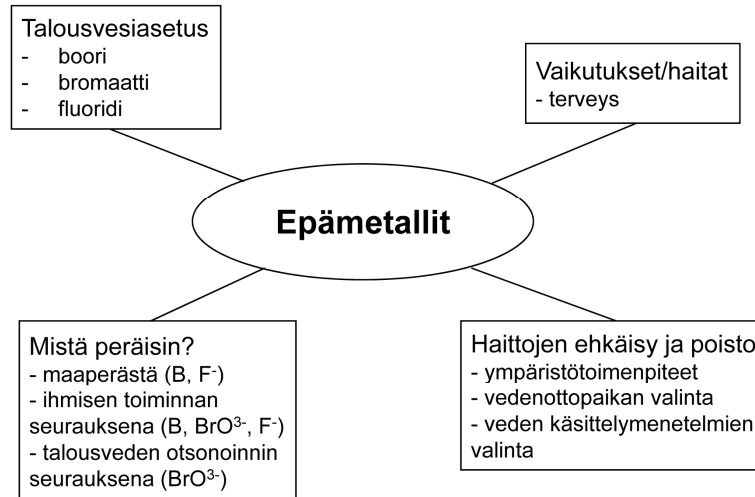 Talousvesiasetus
- boori
- bromaatti
- fluoridi
Vaikutukset/haitat
- terveys
Epämetallit
Mistä peräisin?
- maaperästä (B, F⁻)
- ihmisen toiminnan
seurauksena (B, BrO³⁻, F⁻)
- talousveden otsonoinnin
seurauksena (BrO³⁻)
Haittojen ehkäisy ja poisto
- ympäristötoimenpiteet
- vedenottopaikan valinta
- veden käsittelymenetelmien
valinta